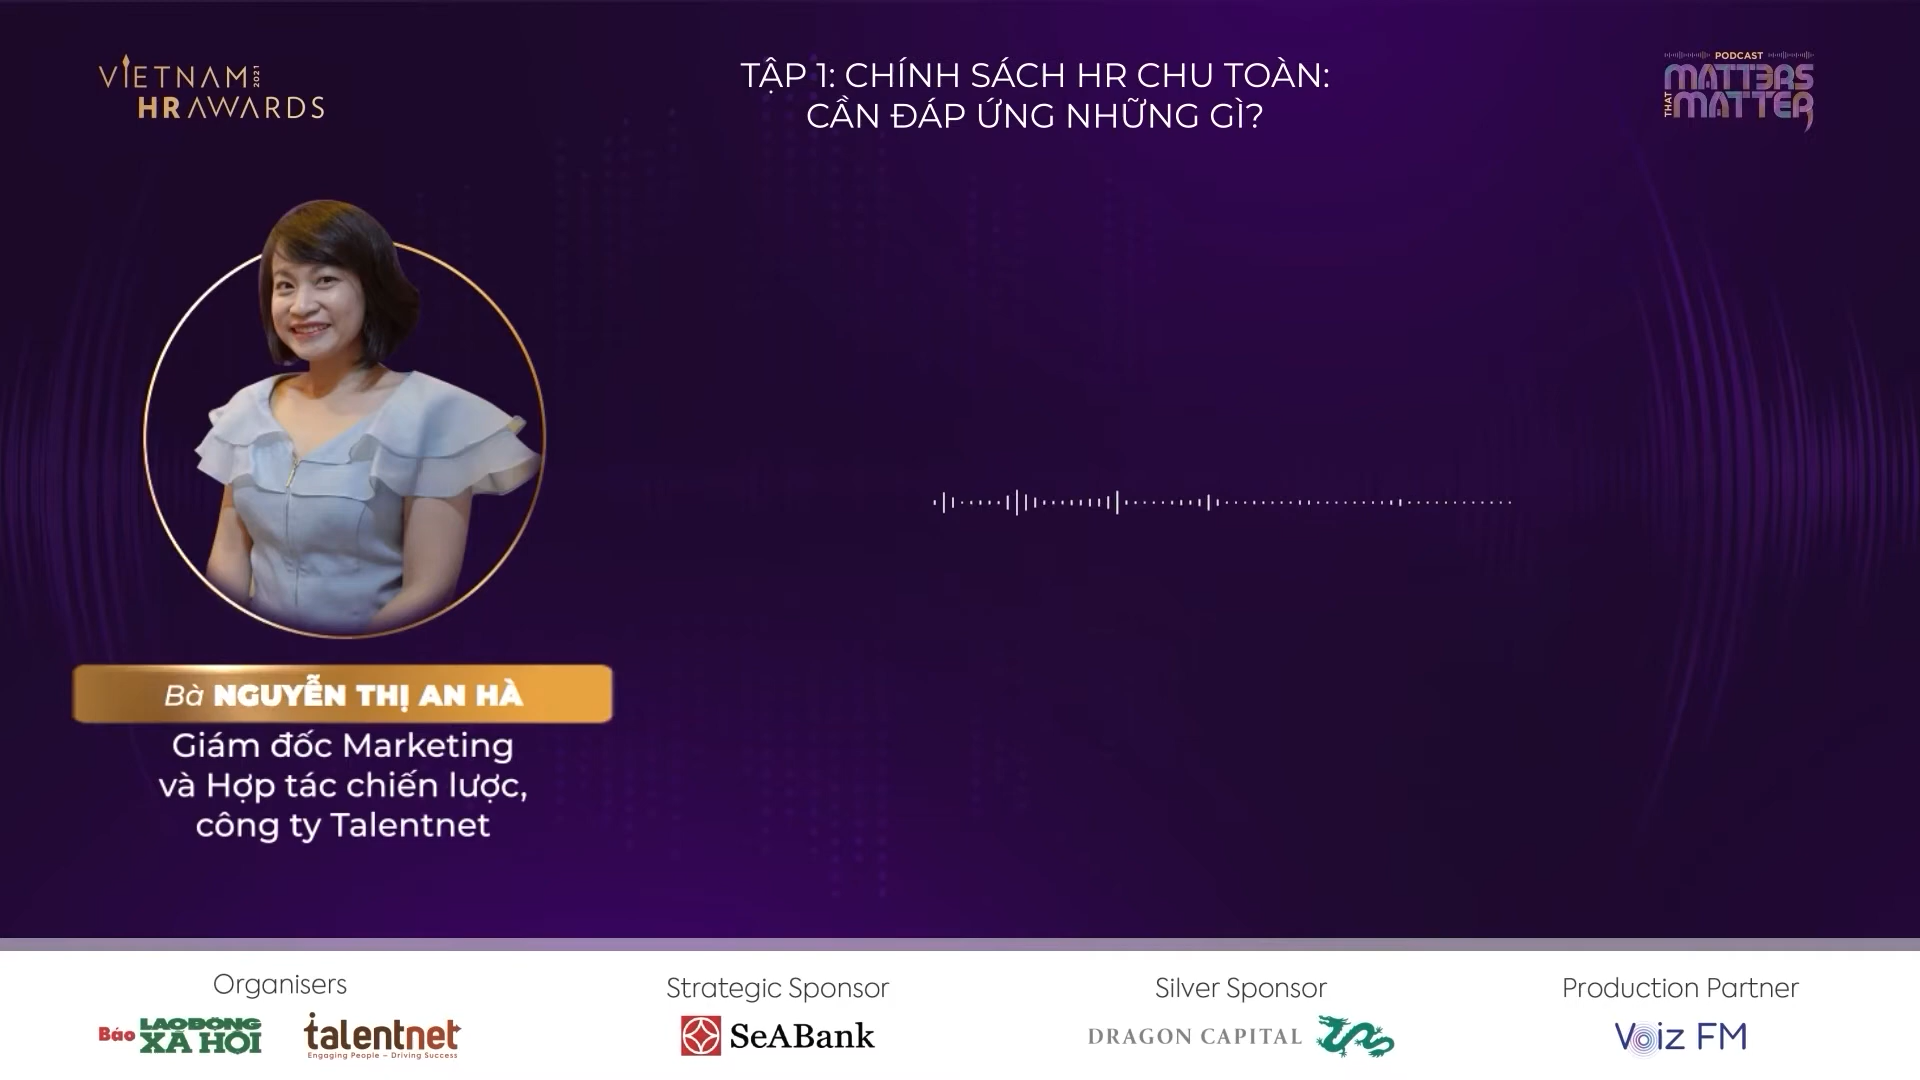 VIETNAM 2021
HR AWARDS
TẬP 1: CHÍNH SÁCH HR CHU TOÀN:
CẦN ĐÁP ỨNG NHỮNG GÌ?
PODCAST
MATTERS
THAT MATTER
Bà NGUYỄN THỊ AN HÀ
Giám đốc Marketing
và Hợp tác chiến lược,
công ty Talentnet
Organisers
Báo LAO ĐỘNG
XÃ HỘI
talentnet
Engaging People – Driving Success
Strategic Sponsor
SeABank
Silver Sponsor
DRAGON CAPITAL
Production Partner
Voiz FM